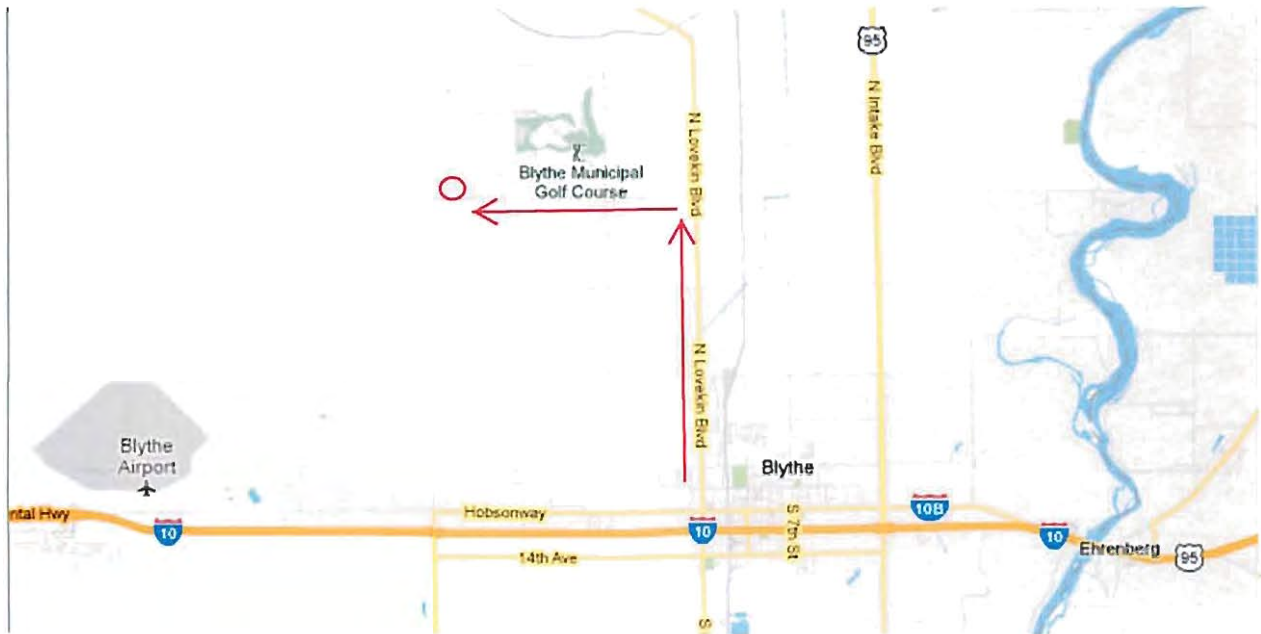 95
N Lovekin Blvd
N Intake Blvd
Blythe Municipal
Golf Course
N Lovekin Blvd
Blythe
Airport
Blythe
ntal Hwy
10
Hobsonway
10
S 7th St
10B
10
Ehrenberg
95
14th Ave
S